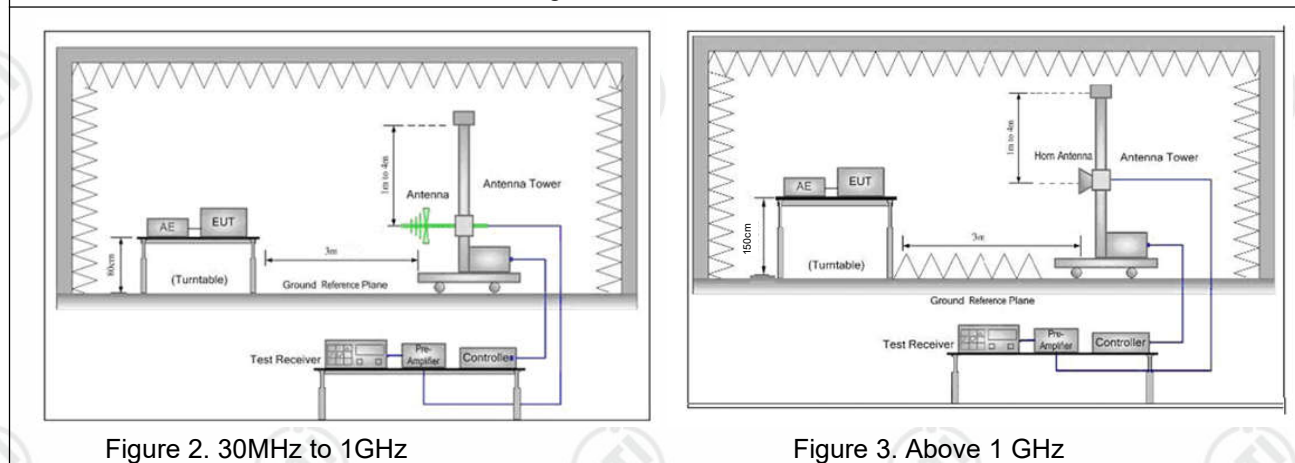 1m to 4m
Antenna
Antenna Tower
AE
EUT
80cm
3m
(Turntable)
Ground Reference Plane
Test Receiver
Pre-
Amplifier
Controller
Figure 2. 30MHz to 1GHz
1m to 4m
Horn Antenna
Antenna Tower
AE
EUT
150cm
3m
(Turntable)
Ground Reference Plane
Test Receiver
Pre-
Amplifier
Controller
Figure 3. Above 1 GHz